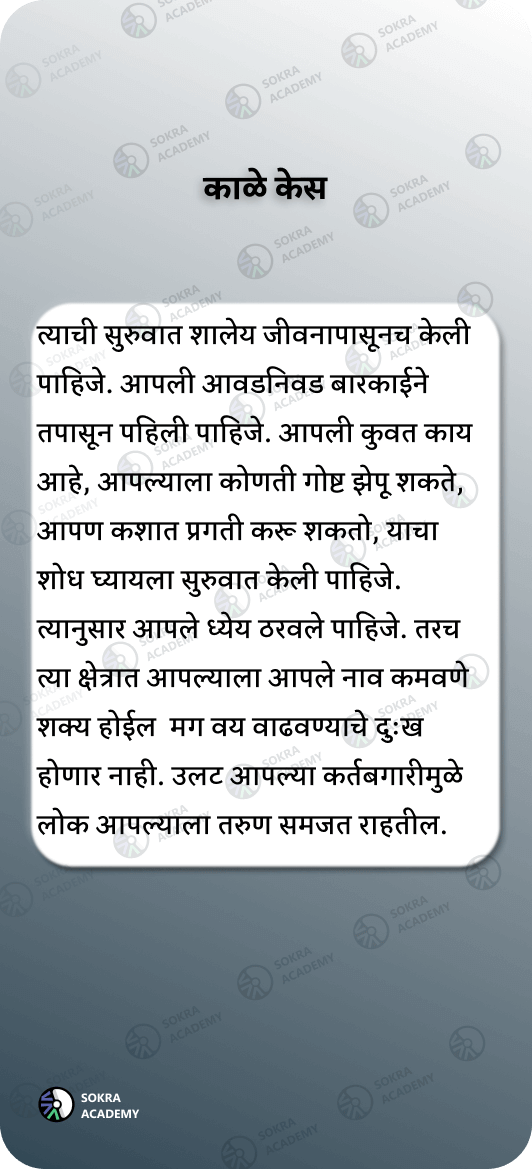 काळे केस
त्याची सुरुवात शालेय जीवनापासूनच केली
पाहिजे. आपली आवडनिवड बारकाईने
तपासून पहिली पाहिजे. आपली कुवत काय
आहे, आपल्याला कोणती गोष्ट झेपू शकते,
आपण कशात प्रगती करू शकतो, याचा
शोध घ्यायला सुरुवात केली पाहिजे.
त्यानुसार आपले ध्येय ठरवले पाहिजे. तरच
त्या क्षेत्रात आपल्याला आपले नाव कमवणे
शक्य होईल  मग वय वाढवण्याचे दुःख
होणार नाही. उलट आपल्या कर्तबगारीमुळे
लोक आपल्याला तरुण समजत राहतील.
SOKRA
ACADEMY